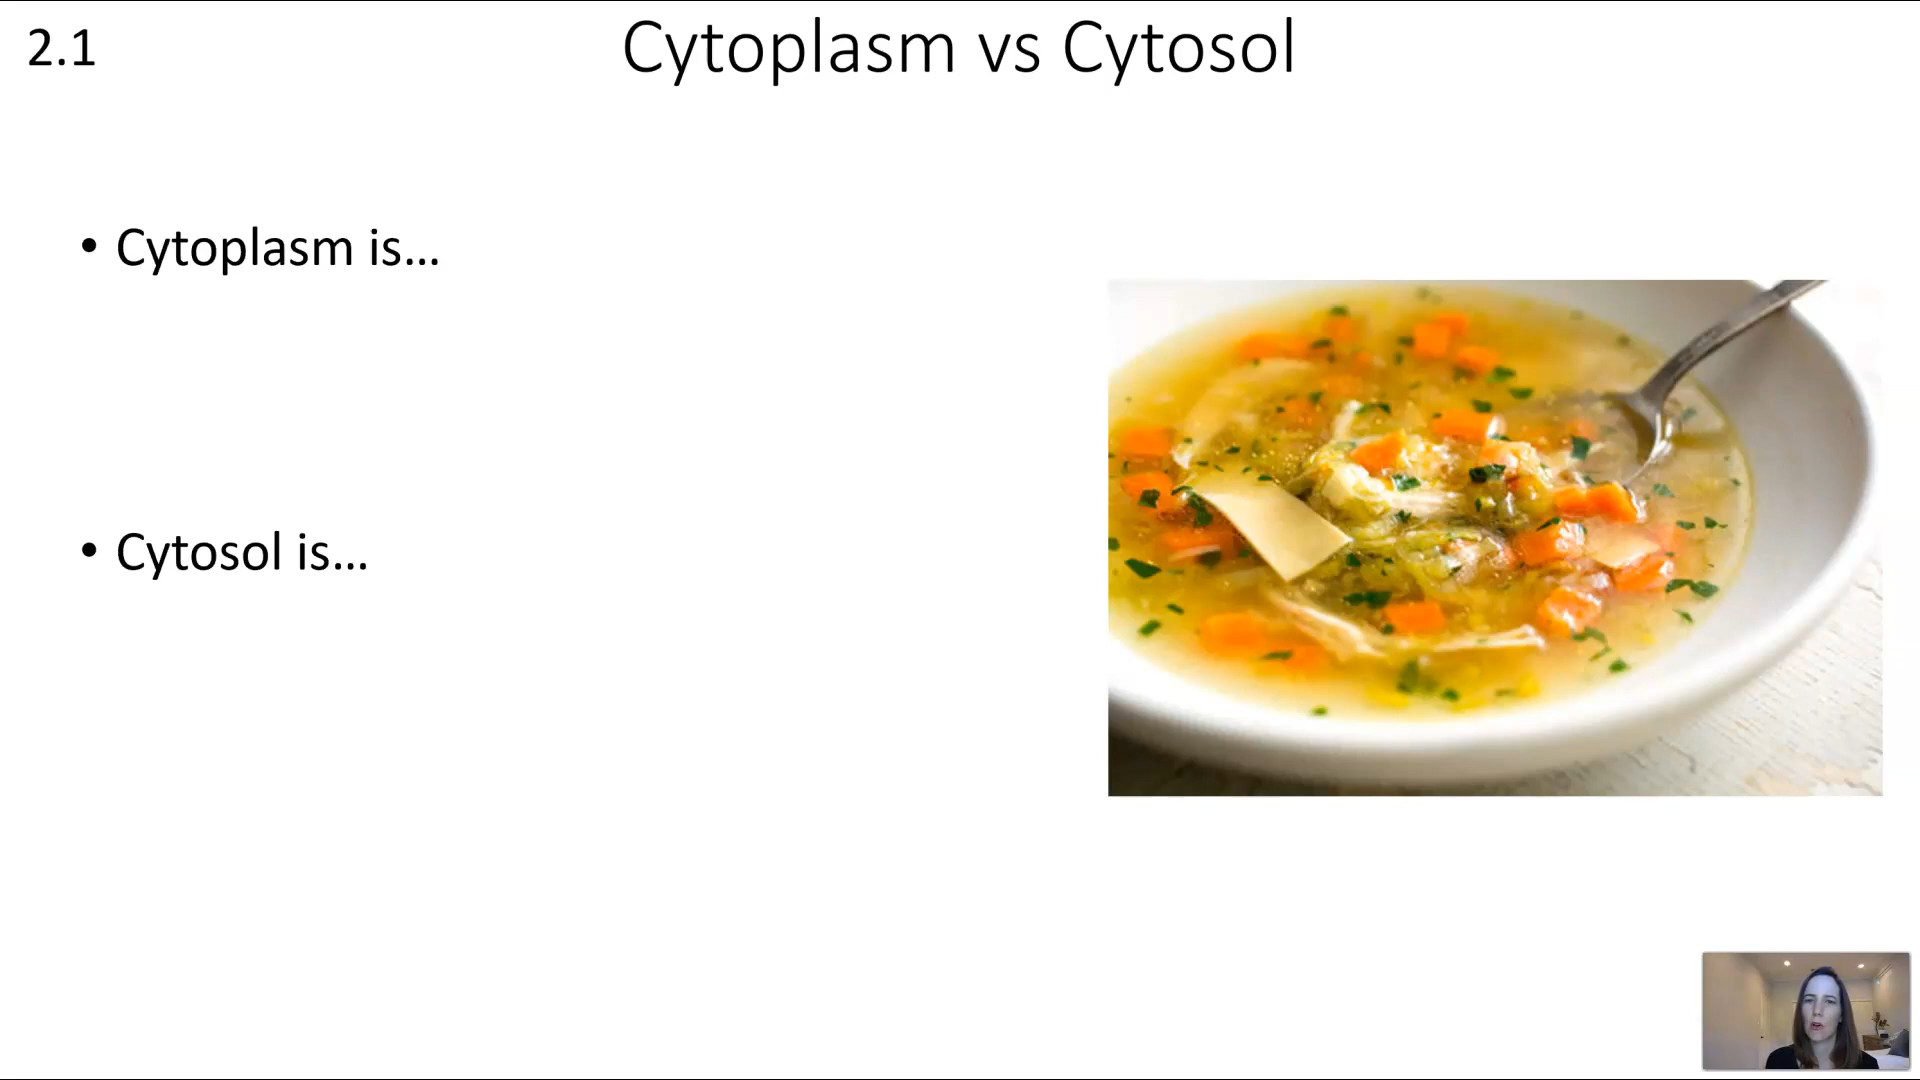 2.1
Cytoplasm vs Cytosol
• Cytoplasm is...
• Cytosol is...